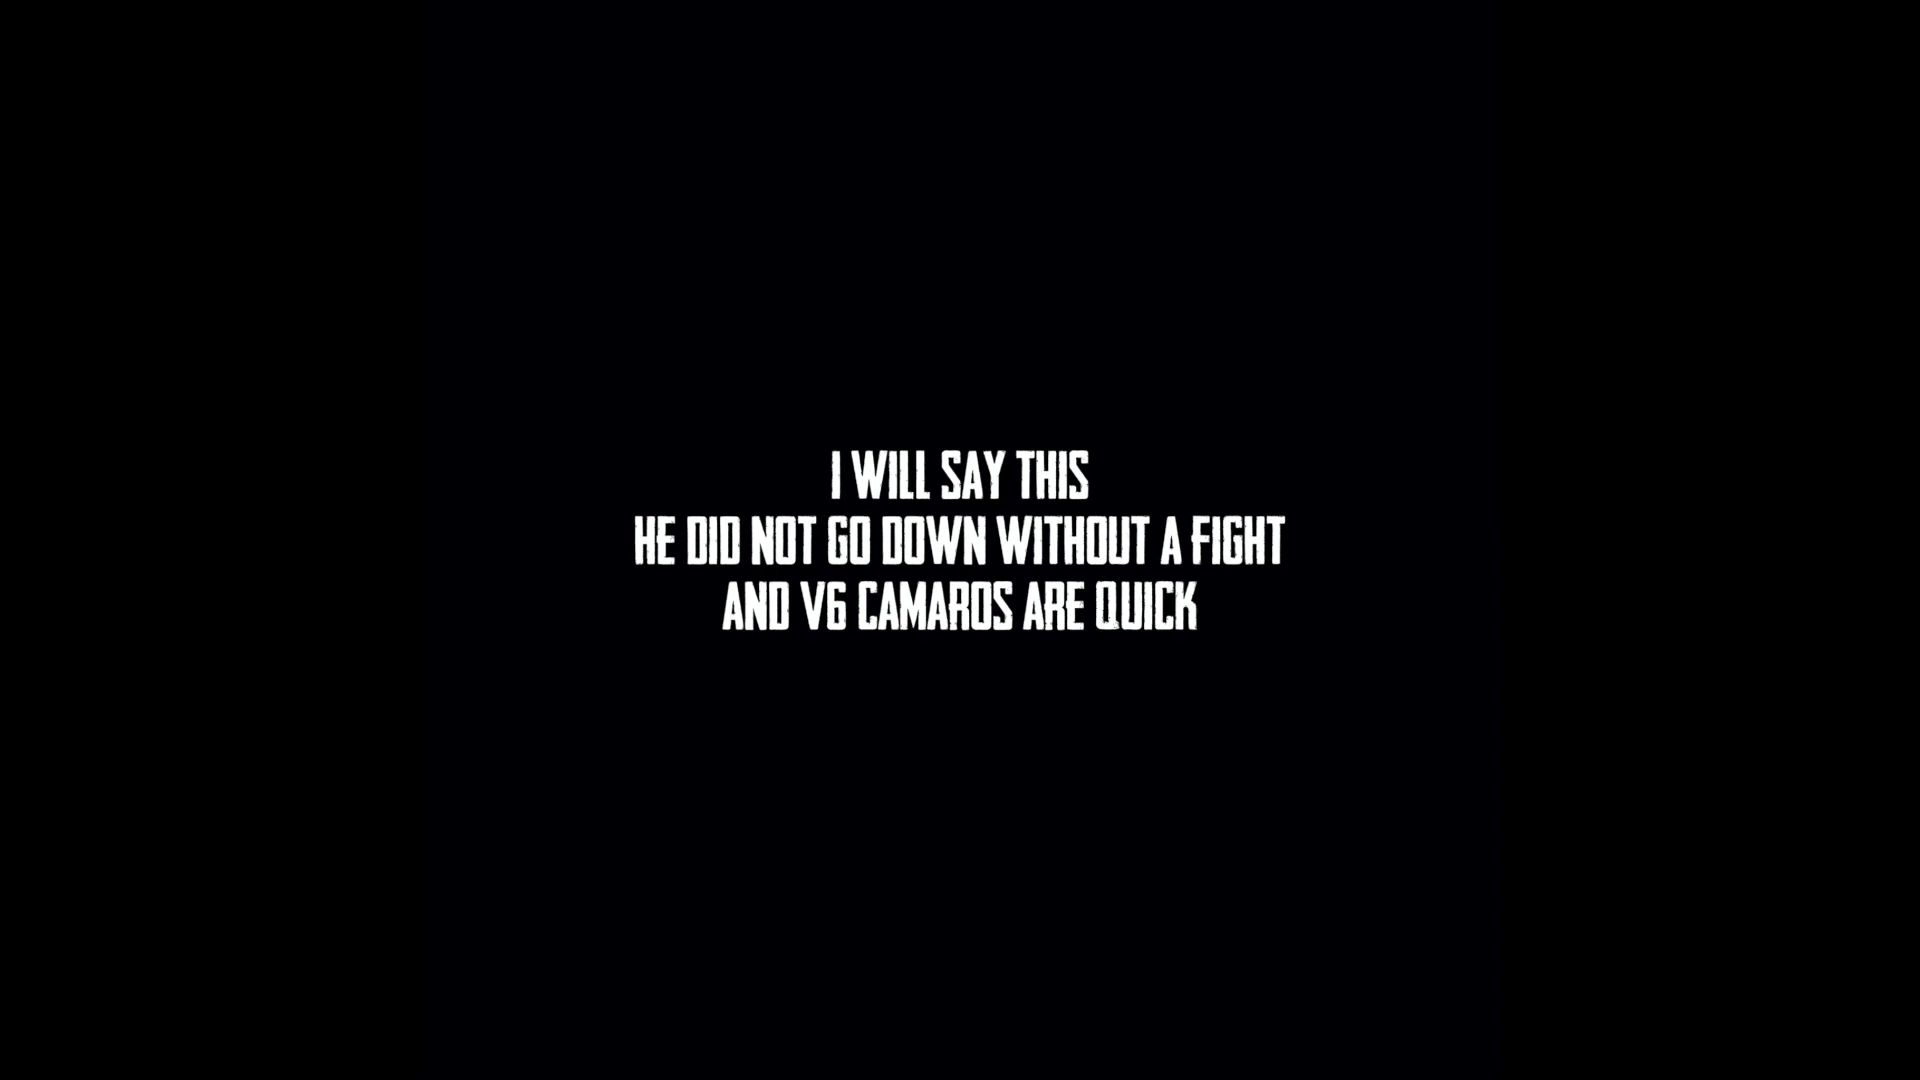 I WILL SAY THIS
HE DID NOT GO DOWN WITHOUT A FIGHT
AND V6 CAMAROS ARE QUICK